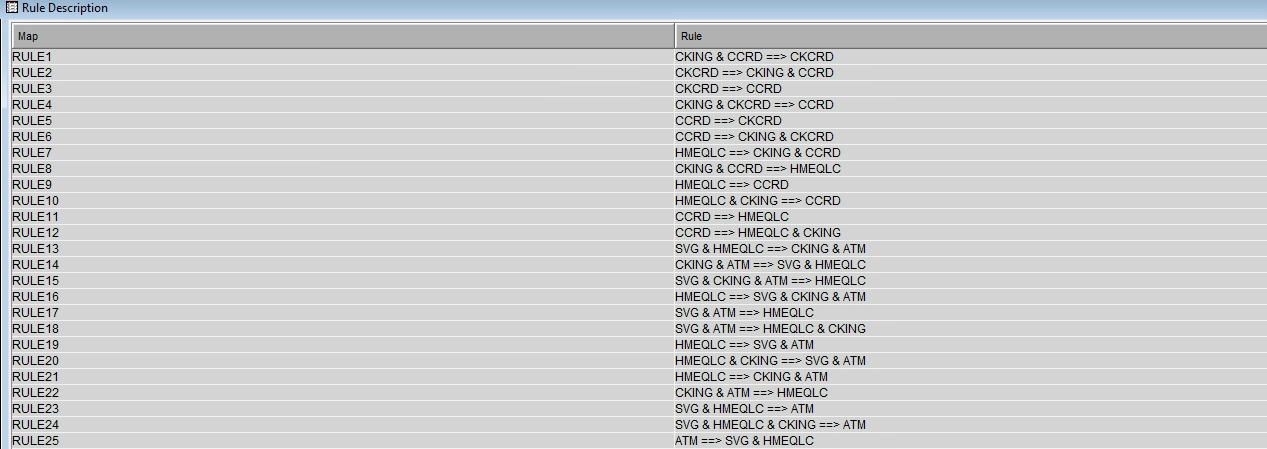 Rule Description
Map Rule
RULE1 CKING & CCRD ==> CKCRD
RULE2 CKCRD ==> CKING & CCRD
RULE3 CKCRD ==> CCRD
RULE4 CKING & CKCRD ==> CCRD
RULE5 CCRD ==> CKCRD
RULE6 CCRD ==> CKING & CKCRD
RULE7 HMEQLC ==> CKING & CCRD
RULE8 CKING & CCRD ==> HMEQLC
RULE9 HMEQLC ==> CCRD
RULE10 HMEQLC & CKING ==> CCRD
RULE11 CCRD ==> HMEQLC
RULE12 CCRD ==> HMEQLC & CKING
RULE13 SVG & HMEQLC ==> CKING & ATM
RULE14 CKING & ATM ==> SVG & HMEQLC
RULE15 SVG & CKING & ATM ==> HMEQLC
RULE16 HMEQLC ==> SVG & CKING & ATM
RULE17 SVG & ATM ==> HMEQLC
RULE18 SVG & ATM ==> HMEQLC & CKING
RULE19 HMEQLC ==> SVG & ATM
RULE20 HMEQLC & CKING ==> SVG & ATM
RULE21 HMEQLC ==> CKING & ATM
RULE22 CKING & ATM ==> HMEQLC
RULE23 SVG & HMEQLC ==> ATM
RULE24 SVG & HMEQLC & CKING ==> ATM
RULE25 ATM ==> SVG & HMEQLC